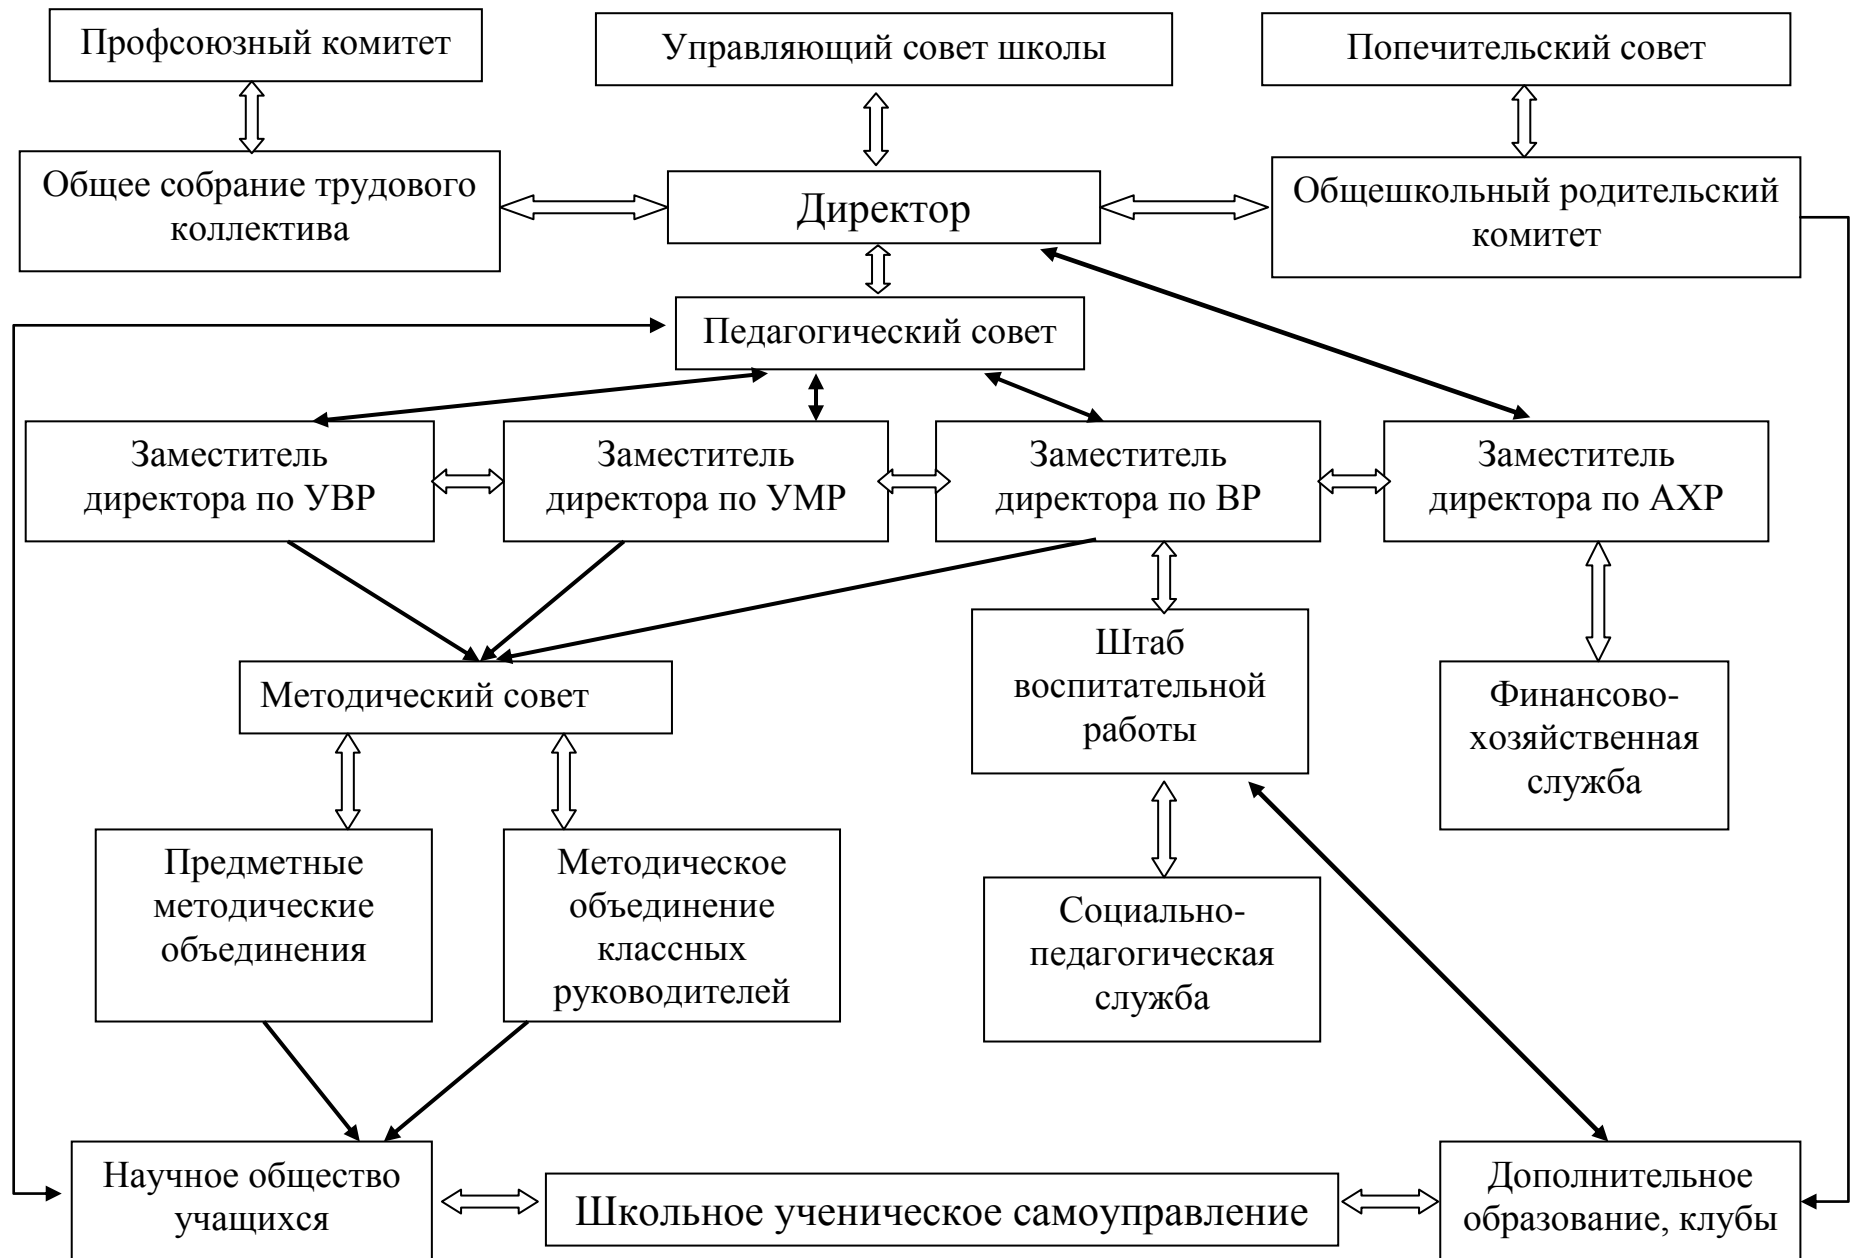 Профсоюзный комитет
Управляющий совет школы
Попечительский совет
Общее собрание трудового
коллектива
Директор
Общешкольный родительский
комитет
Педагогический совет
Заместитель
директора по УВР
Заместитель
директора по УМР
Заместитель
директора по ВР
Заместитель
директора по АХР
Методический совет
Штаб
воспитательной
работы
Финансово-
хозяйственная
служба
Предметные
методические
объединения
Методическое
объединение
классных
руководителей
Социально-
педагогическая
служба
Научное общество
учащихся
Школьное ученическое самоуправление
Дополнительное
образование, клубы